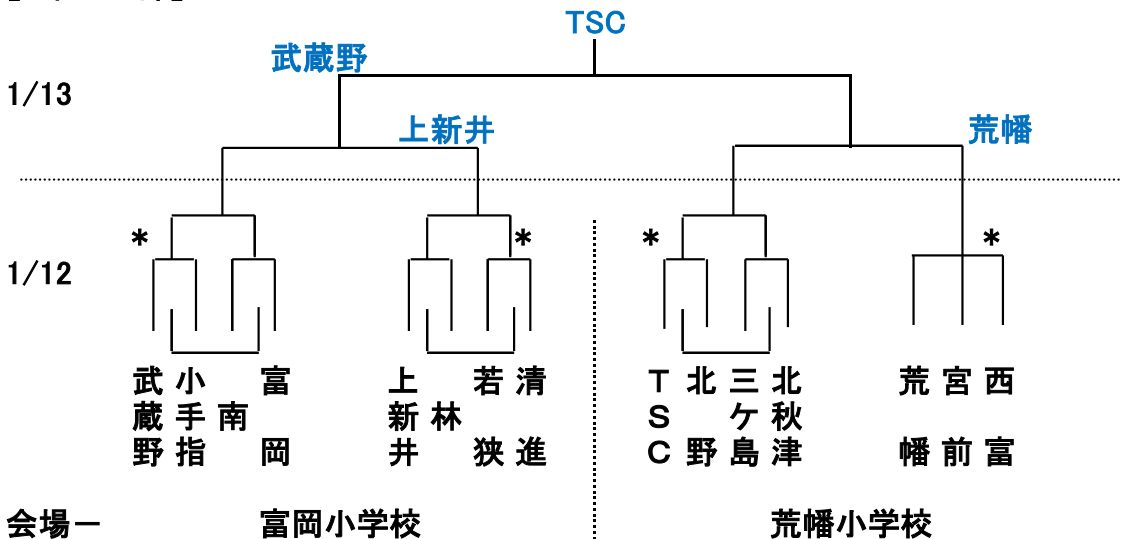 TSC
武蔵野
1/13
上新井
荒幡
* * * *
1/12
武蔵野 小手指 南 富岡 上新井 林 若狭 清進 TSC 北野 三ケ島 北秋津 荒幡 宮前 西富
会場ー 富岡小学校 荒幡小学校